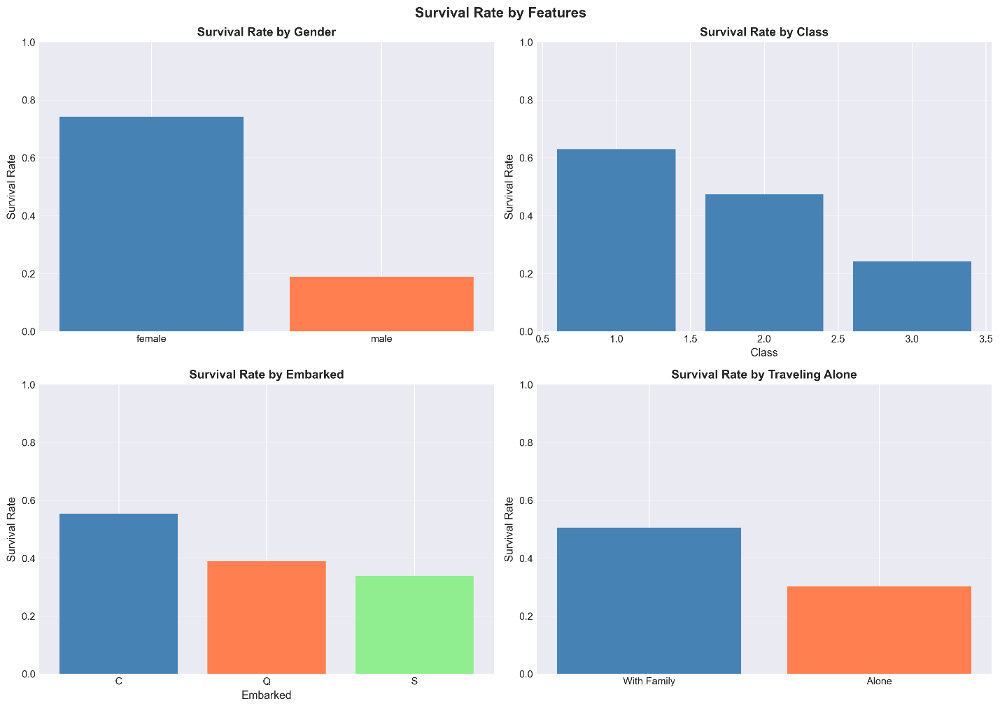 Survival Rate by Features
Survival Rate by Gender
1.0
0.8
0.6
0.4
0.2
0.0
Survival Rate
female male
Survival Rate by Class
1.0
0.8
0.6
0.4
0.2
0.0
Survival Rate
0.5 1.0 1.5 2.0 2.5 3.0 3.5
Class
Survival Rate by Embarked
1.0
0.8
0.6
0.4
0.2
0.0
Survival Rate
C Q S
Embarked
Survival Rate by Traveling Alone
1.0
0.8
0.6
0.4
0.2
0.0
Survival Rate
With Family Alone